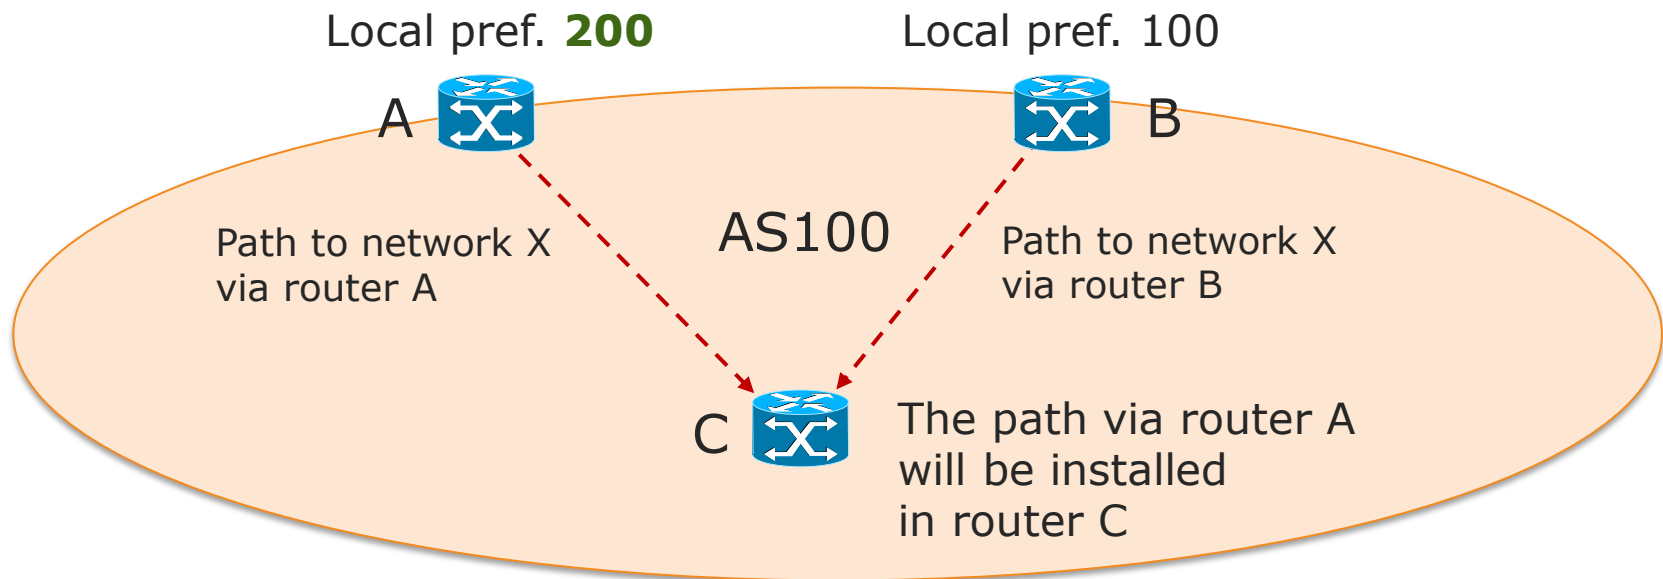 Local pref. 200
Local pref. 100
A
B
AS100
Path to network X
via router A
Path to network X
via router B
C
The path via router A
will be installed
in router C